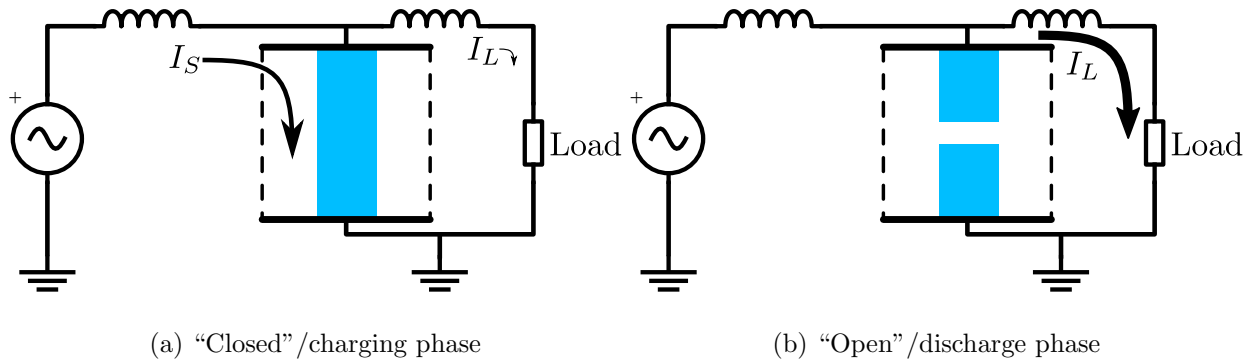 +
I_S
I_L
Load
(a) “Closed”/charging phase
+
I_L
Load
(b) “Open”/discharge phase